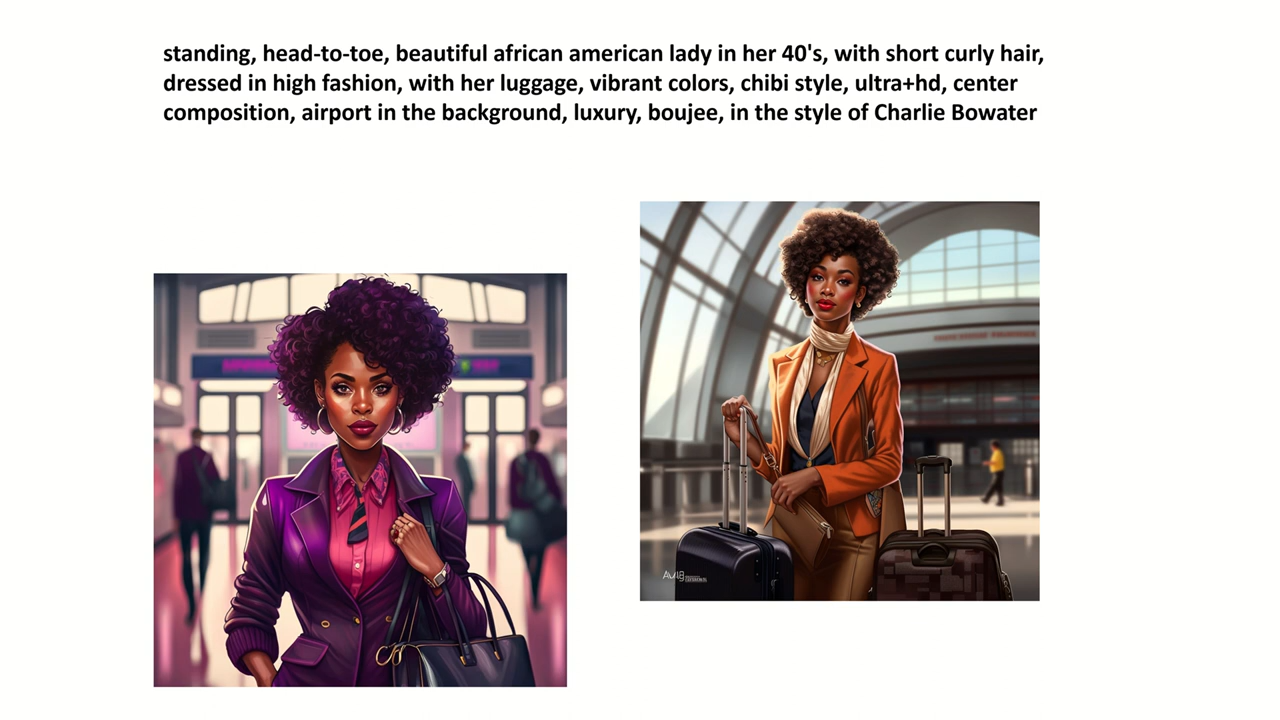 standing, head-to-toe, beautiful african american lady in her 40's, with short curly hair,
dressed in high fashion, with her luggage, vibrant colors, chibi style, ultra+hd, center
composition, airport in the background, luxury, boujee, in the style of Charlie Bowater